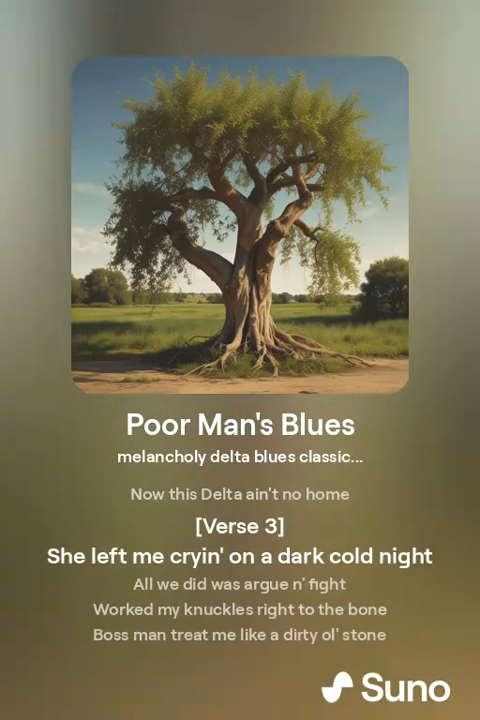 Poor Man's Blues
melancholy delta blues classic...
Now this Delta ain't no home
[Verse 3]
She left me cryin' on a dark cold night
All we did was argue n' fight
Worked my knuckles right to the bone
Boss man treat me like a dirty ol' stone
Suno